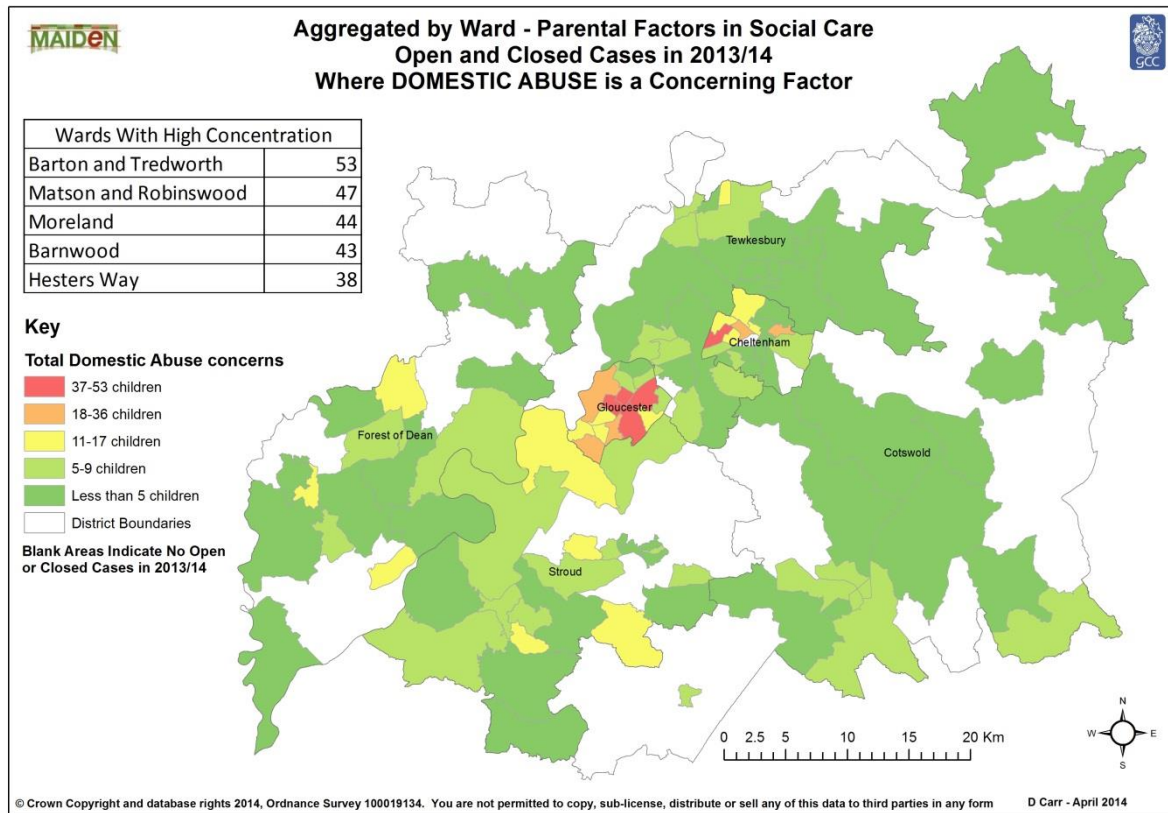 MAIDeN
Aggregated by Ward - Parental Factors in Social Care
Open and Closed Cases in 2013/14
Where DOMESTIC ABUSE is a Concerning Factor
GCC
Wards With High Concentration
Barton and Tredworth 53
Matson and Robinswood 47
Moreland 44
Barnwood 43
Hesters Way 38
Key
Total Domestic Abuse concerns
37-53 children
18-36 children
11-17 children
5-9 children
Less than 5 children
District Boundaries
Blank Areas Indicate No Open
or Closed Cases in 2013/14
Tewkesbury
Cheltenham
Gloucester
Forest of Dean
Cotswold
Stroud
0 2.5 5 10 15 20 Km
N
W E
S
© Crown Copyright and database rights 2014, Ordnance Survey 100019134. You are not permitted to copy, sub-license, distribute or sell any of this data to third parties in any form
D Carr - April 2014